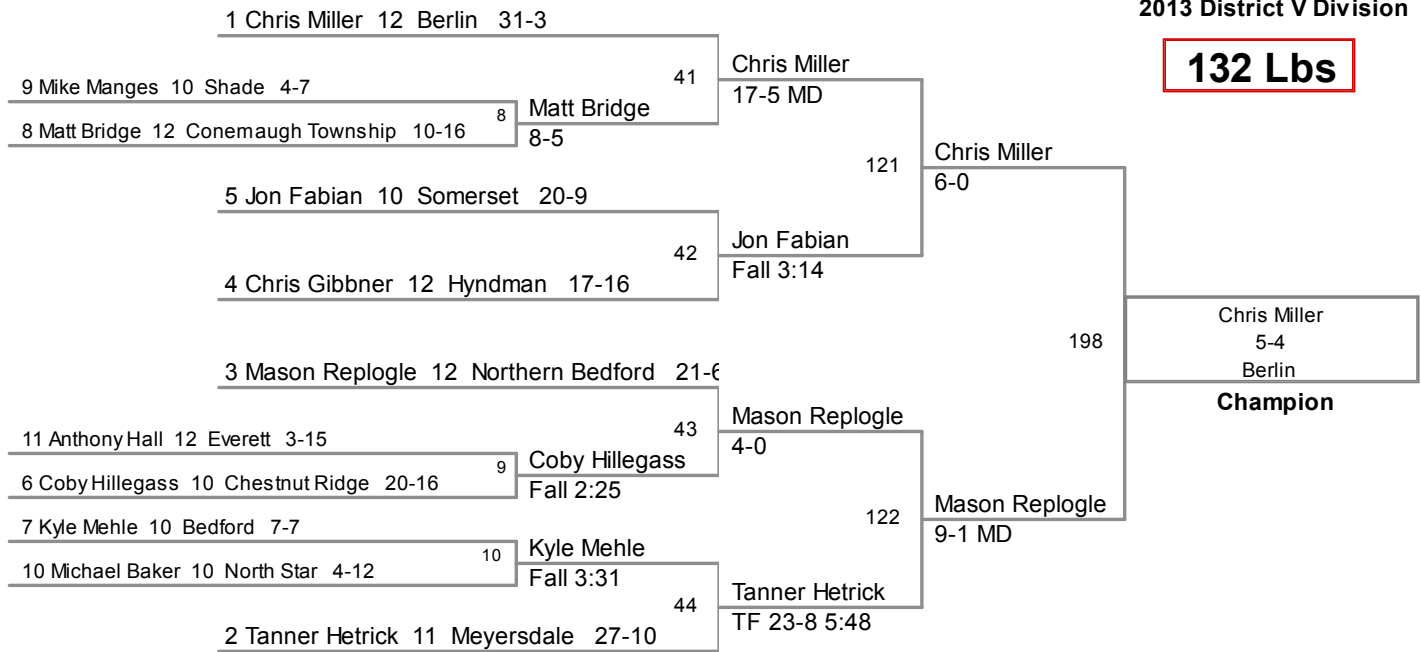 2013 District V Division
132 Lbs
1 Chris Miller 12 Berlin 31-3
9 Mike Manges 10 Shade 4-7
8 Matt Bridge 12 Conemaugh Township 10-16
8
Matt Bridge
8-5
41
Chris Miller
17-5 MD
5 Jon Fabian 10 Somerset 20-9
4 Chris Gibbner 12 Hyndman 17-16
42
Jon Fabian
Fall 3:14
121
Chris Miller
6-0
3 Mason Replogle 12 Northern Bedford 21-6
11 Anthony Hall 12 Everett 3-15
6 Coby Hillegass 10 Chestnut Ridge 20-16
9
Coby Hillegass
Fall 2:25
43
Mason Replogle
4-0
7 Kyle Mehle 10 Bedford 7-7
10 Michael Baker 10 North Star 4-12
10
Kyle Mehle
Fall 3:31
2 Tanner Hetrick 11 Meyersdale 27-10
44
Tanner Hetrick
TF 23-8 5:48
122
Mason Replogle
9-1 MD
198
Chris Miller
5-4
Berlin
Champion